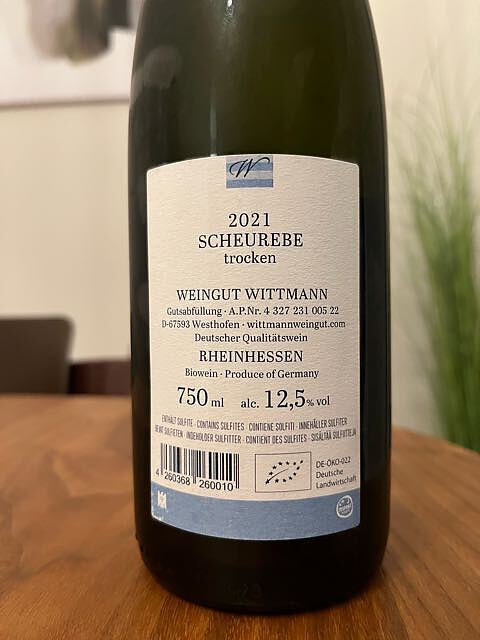 W
2021
SCHEUREBE
trocken
WEINGUT WITTMANN
Gutsabfüllung · A.P.Nr. 4 327 231 005 22
D-67593 Westhofen · wittmannweingut.com
Deutscher Qualitätswein
RHEINHESSEN
Biowein · Produce of Germany
750 ml alc. 12,5 % vol
ENTHÄLT SULFITE · CONTAINS SULFITES · CONTIENE SOLFITI · INNEHÅLLER SULFITER
BEVAT SULFIETEN · INDEHOLDER SULFITTER · CONTIENT DES SULFITES · SISÄLTÄÄ SULFIITTEJA
4 260368 260010
DE-ÖKO-022
Deutsche
Landwirtschaft